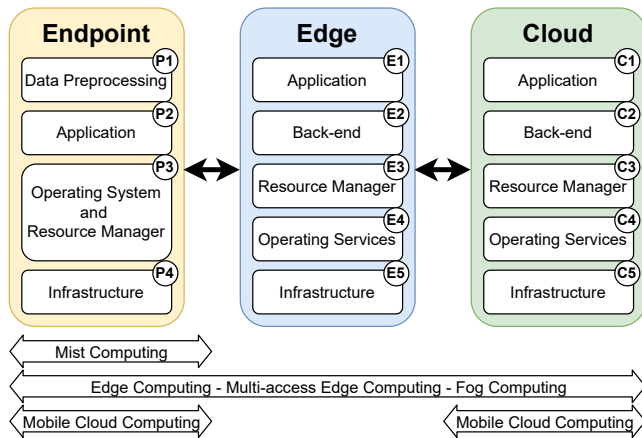 Endpoint
P1
Data Preprocessing
P2
Application
P3
Operating System
and
Resource Manager
P4
Infrastructure
Edge
E1
Application
E2
Back-end
E3
Resource Manager
E4
Operating Services
E5
Infrastructure
Cloud
C1
Application
C2
Back-end
C3
Resource Manager
C4
Operating Services
C5
Infrastructure
Mist Computing
Edge Computing - Multi-access Edge Computing - Fog Computing
Mobile Cloud Computing
Mobile Cloud Computing